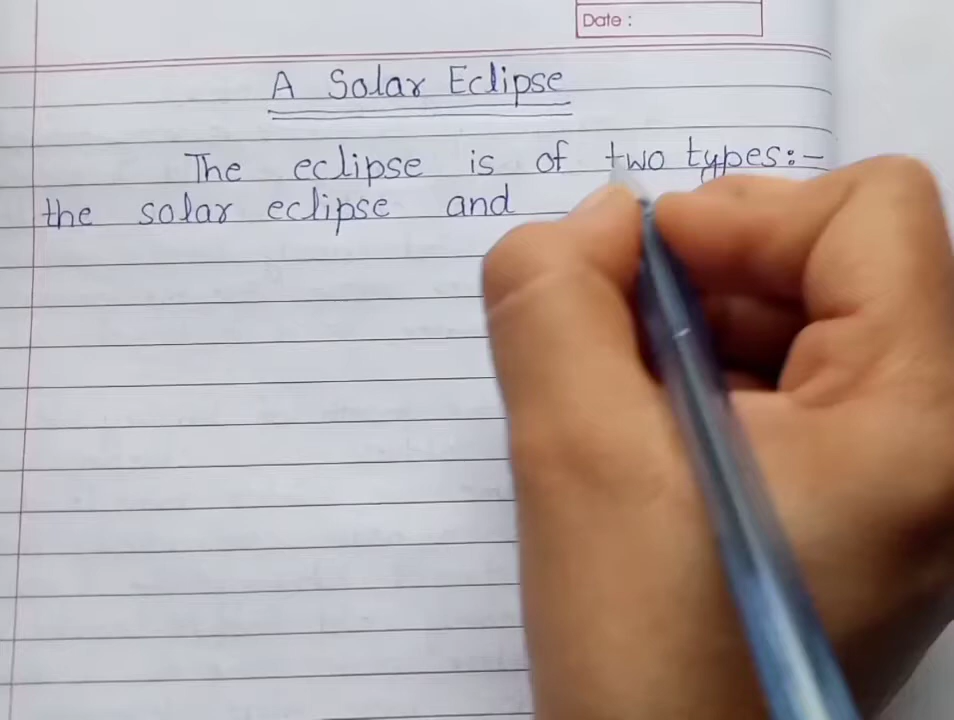 Date :
A Solar Eclipse
The eclipse is of two types:-
the solar eclipse and